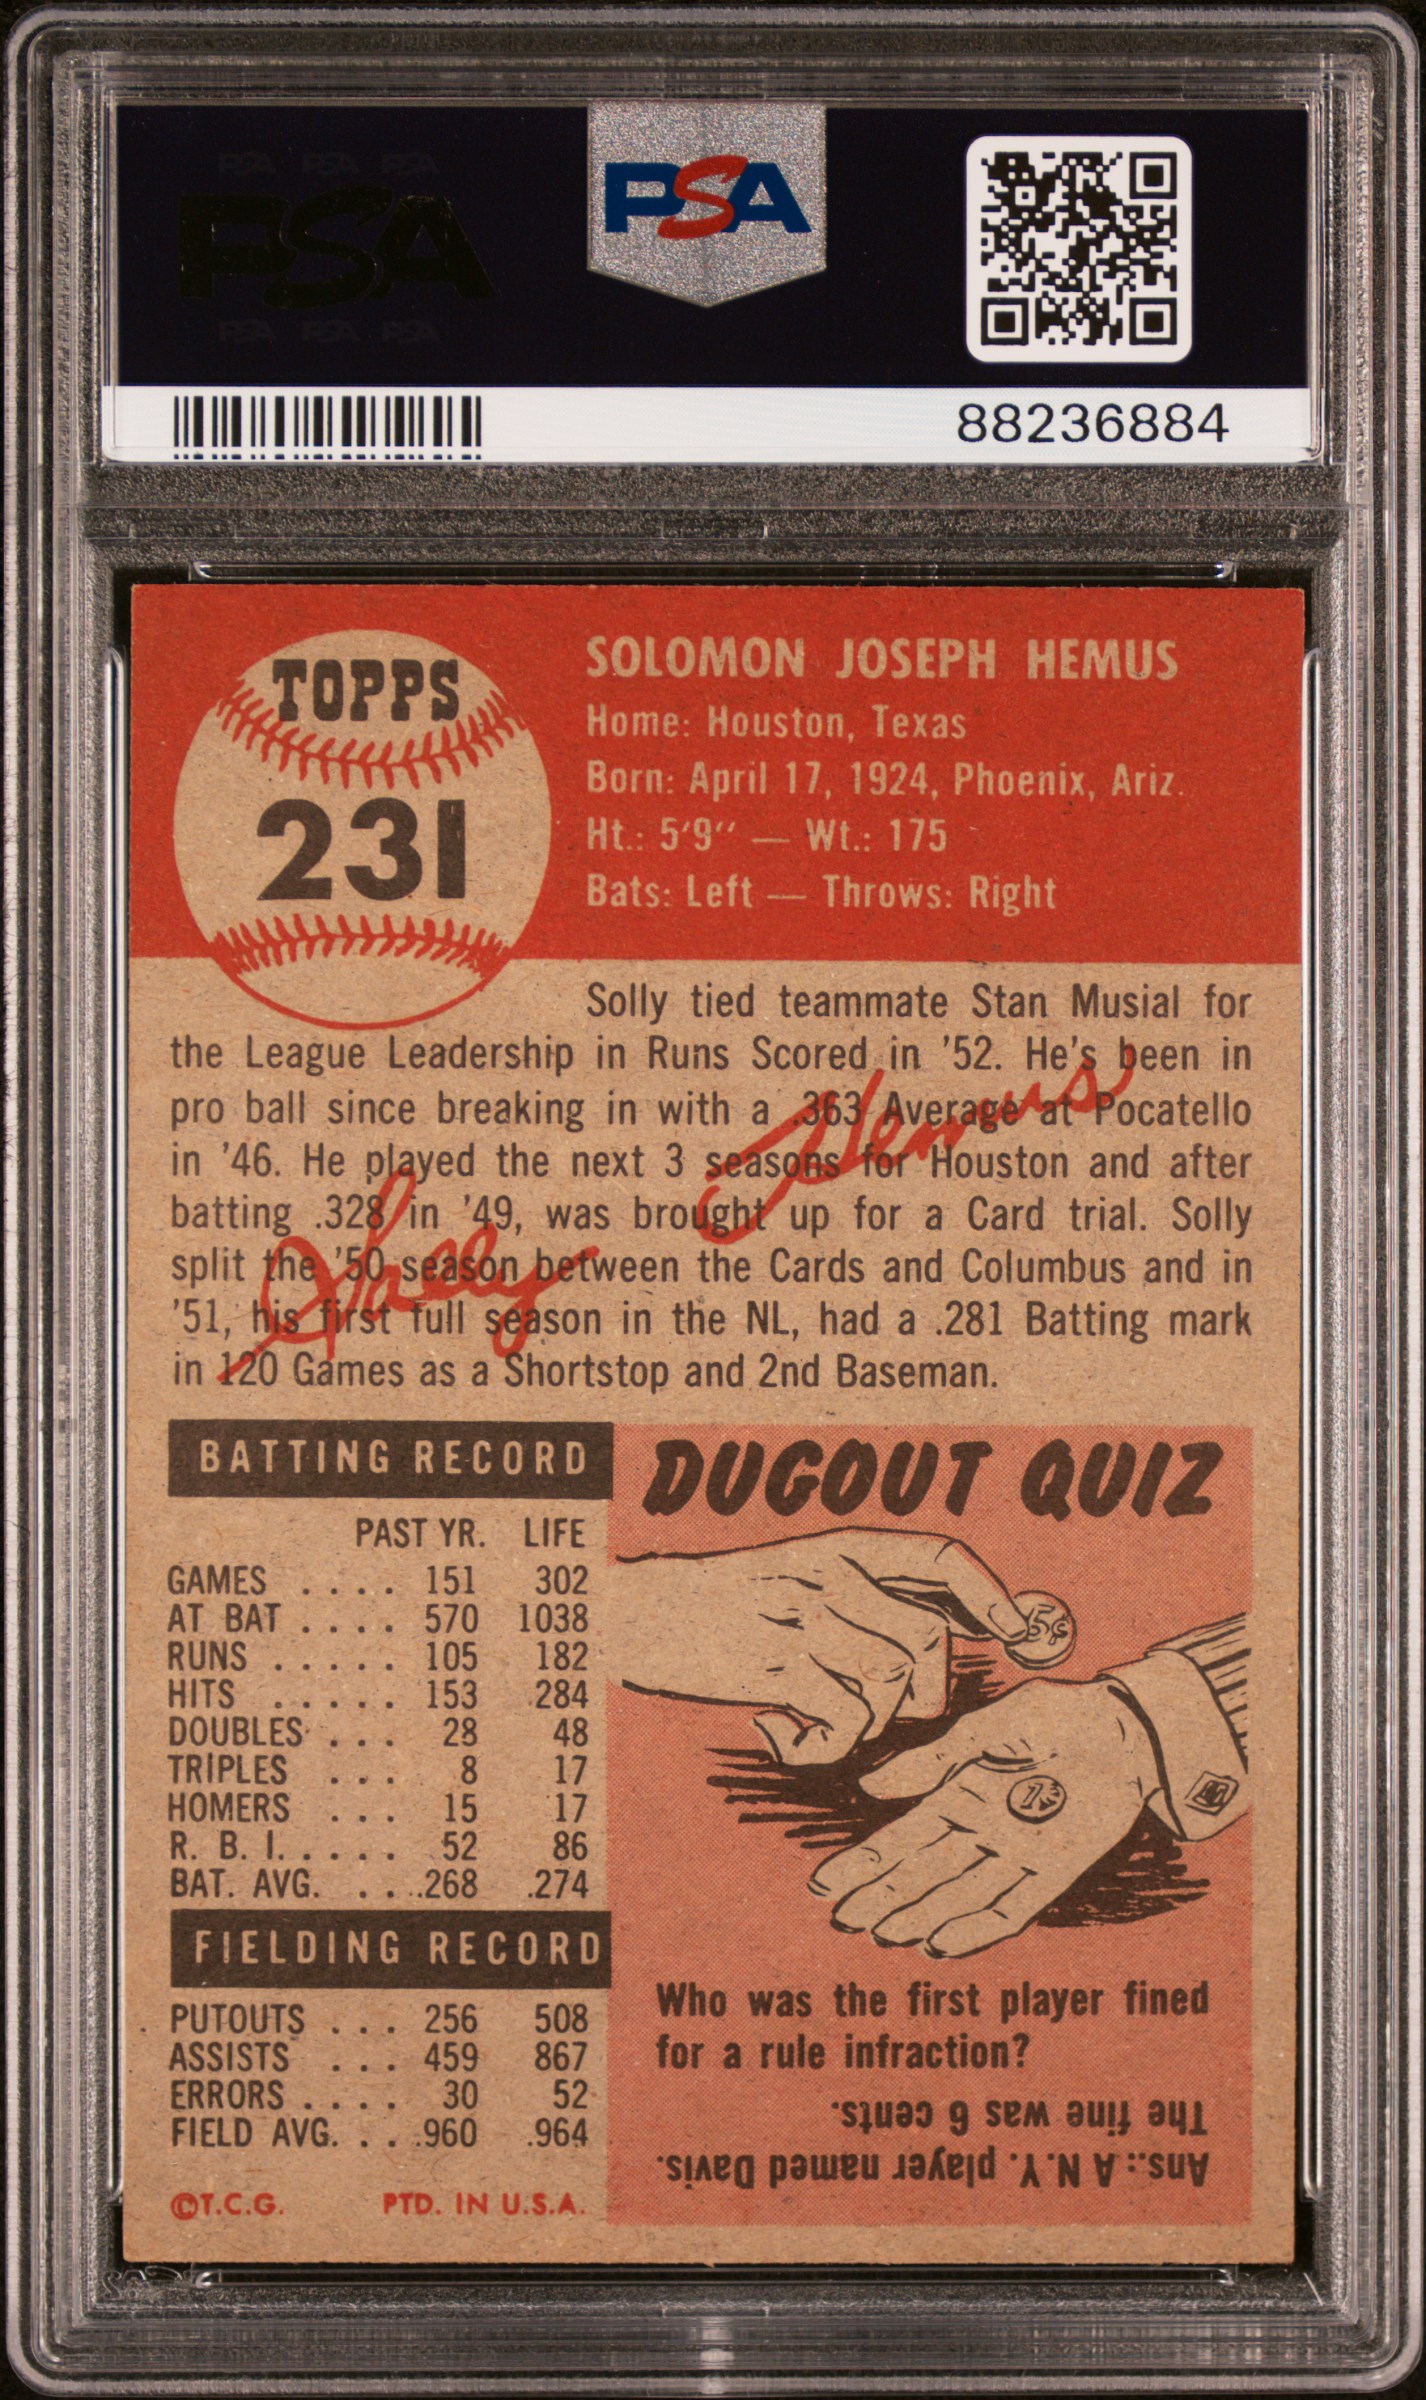 PSA PSA PSA
PSA
PSA PSA PSA
PSA
88236884
TOPPS
231
SOLOMON JOSEPH HEMUS
Home: Houston, Texas
Born: April 17, 1924, Phoenix, Ariz.
Ht.: 5'9" — Wt.: 175
Bats: Left — Throws: Right
Solly tied teammate Stan Musial for
the League Leadership in Runs Scored in '52. He's been in
pro ball since breaking in with a .363 Average at Pocatello
in '46. He played the next 3 seasons for Houston and after
batting .328 in '49, was brought up for a Card trial. Solly
split the '50 season between the Cards and Columbus and in
'51, his first full season in the NL, had a .281 Batting mark
in 120 Games as a Shortstop and 2nd Baseman.
Solly Hemus
BATTING RECORD
PAST YR. LIFE
GAMES .... 151 302
AT BAT .... 570 1038
RUNS ..... 105 182
HITS ..... 153 284
DOUBLES ... 28 48
TRIPLES ... 8 17
HOMERS ... 15 17
R. B. I. .... 52 86
BAT. AVG. ... .268 .274
FIELDING RECORD
PUTOUTS ... 256 508
ASSISTS ... 459 867
ERRORS .... 30 52
FIELD AVG. ... .960 .964
©T.C.G. PTD. IN U.S.A.
DUGOUT QUIZ
5¢
1¢
Who was the first player fined
for a rule infraction?
Ans.: A N.Y. player named Davis.
The fine was 6 cents.